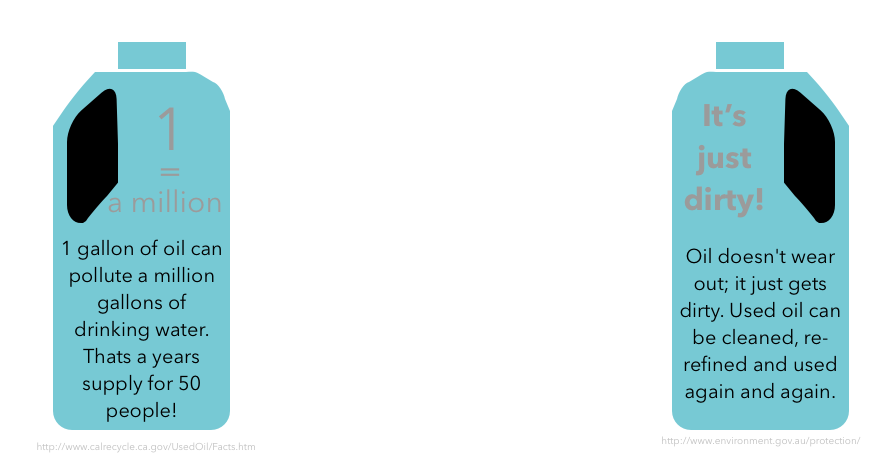 1
=
a million
1 gallon of oil can
pollute a million
gallons of
drinking water.
Thats a years
supply for 50
people!
http://www.calrecycle.ca.gov/UsedOil/Facts.htm
It’s
just
dirty!
Oil doesn't wear
out; it just gets
dirty. Used oil can
be cleaned, re-
refined and used
again and again.
http://www.environment.gov.au/protection/